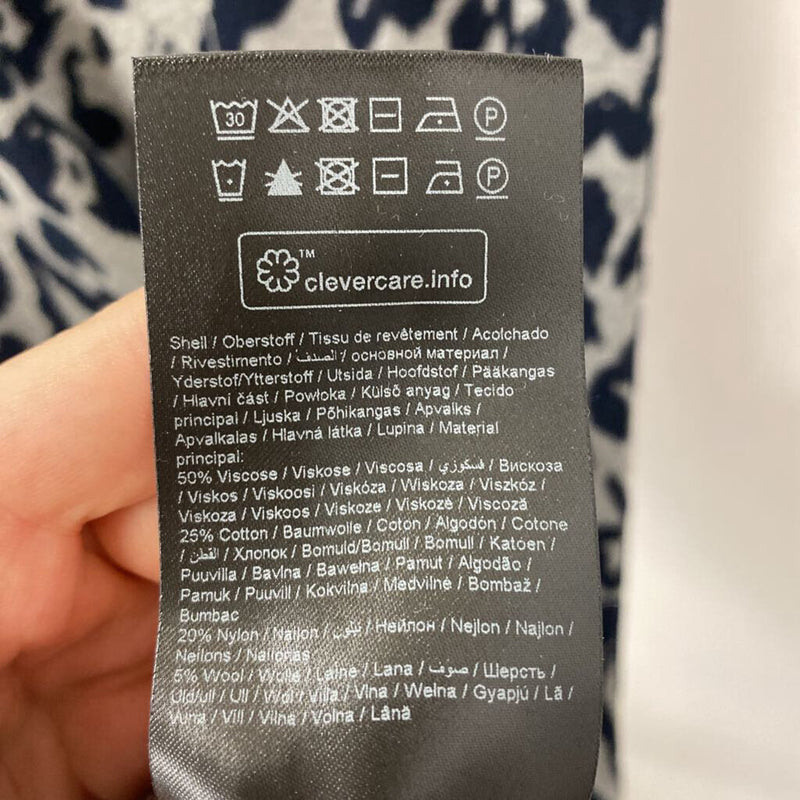 30 P
P
™
clevercare.info
Shell / Oberstoff / Tissu de revêtement / Acolchado
/ Rivestimento / الصدف / основной материал /
Yderstof/Ytterstoff / Utsida / Hoofdstof / Pääkangas
/ Hlavní část / Powłoka / Külső anyag / Tecido
principal / Ljuska / Põhikangas / Apvalks /
Apvalkalas / Hlavná látka / Lupina / Material
principal:
50% Viscose / Viskose / Viscosa / فسكوزي / Вискоза
/ Viskos / Viskoosi / Viskóza / Wiskoza / Viszkóz /
Viskoza / Viskoos / Viskoze / Viskozė / Viscoză
25% Cotton / Baumwolle / Coton / Algodón / Cotone
/ القطن / Хлопок / Bomuld/Bomull / Bomull / Katoen /
Puuvilla / Bavlna / Bawełna / Pamut / Algodão /
Pamuk / Puuvill / Kokvilna / Medvilnė / Bombaž /
Bumbac
20% Nylon / Nailon / نايلون / Нейлон / Nejlon / Najlon /
Neilons / Nailonas
5% Wool / Wolle / Laine / Lana / صوف / Шерсть /
Uld/ull / Ull / Wol / Villa / Vlna / Wełna / Gyapjú / Lã /
Vuna / Vill / Vilna / Volna / Lână